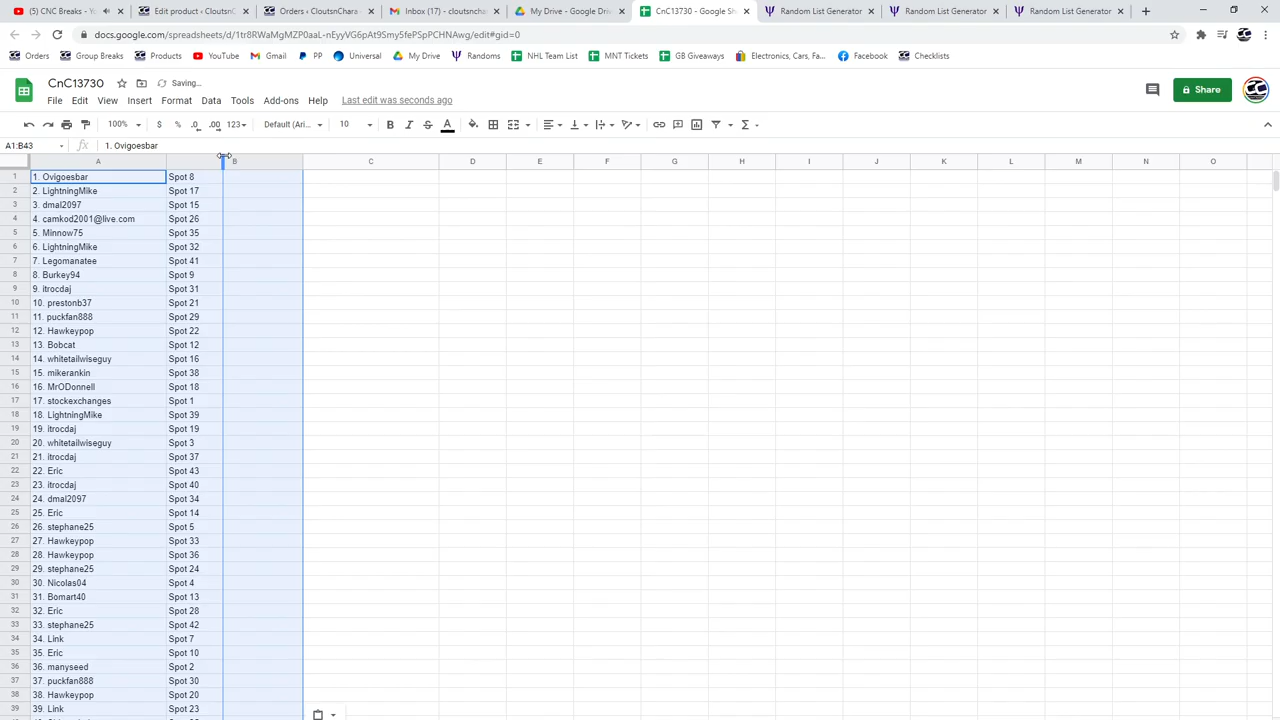 (5) CNC Breaks - Yo
Edit product ‹ CloutsnC
Orders ‹ CloutsnChara
Inbox (17) - cloutsnchar
My Drive - Google Driv
CnC13730 - Google She
Random List Generator
Random List Generator
Random List Generator
docs.google.com/spreadsheets/d/1tr8RWaMgMZP0aaL-nEyyVG6pAt9Smy5fePSpPCHNAwg/edit#gid=0
Orders
Group Breaks
Products
YouTube
Gmail
PP
Universal
My Drive
Randoms
NHL Team List
MNT Tickets
GB Giveaways
Electronics, Cars, Fa...
Facebook
Checklists
CnC13730
Saving...
File Edit View Insert Format Data Tools Add-ons Help Last edit was seconds ago
Share
100% $ % .0 .00 123 Default (Ari... 10
A1:B43 fx 1. Ovigoesbar
A B C D E F G H I J K L M N O
1 1. Ovigoesbar Spot 8
2 2. LightningMike Spot 17
3 3. dmal2097 Spot 15
4 4. camkod2001@live.com Spot 26
5 5. Minnow75 Spot 35
6 6. LightningMike Spot 32
7 7. Legomanatee Spot 41
8 8. Burkey94 Spot 9
9 9. itrocdaj Spot 31
10 10. prestonb37 Spot 21
11 11. puckfan888 Spot 29
12 12. Hawkeypop Spot 22
13 13. Bobcat Spot 12
14 14. whitetailwiseguy Spot 16
15 15. mikerankin Spot 38
16 16. MrODonnell Spot 18
17 17. stockexchanges Spot 1
18 18. LightningMike Spot 39
19 19. itrocdaj Spot 19
20 20. whitetailwiseguy Spot 3
21 21. itrocdaj Spot 37
22 22. Eric Spot 43
23 23. itrocdaj Spot 40
24 24. dmal2097 Spot 34
25 25. Eric Spot 14
26 26. stephane25 Spot 5
27 27. Hawkeypop Spot 33
28 28. Hawkeypop Spot 36
29 29. stephane25 Spot 24
30 30. Nicolas04 Spot 4
31 31. Bomart40 Spot 13
32 32. Eric Spot 28
33 33. stephane25 Spot 42
34 34. Link Spot 7
35 35. Eric Spot 10
36 36. manyseed Spot 2
37 37. puckfan888 Spot 30
38 38. Hawkeypop Spot 20
39 39. Link Spot 23